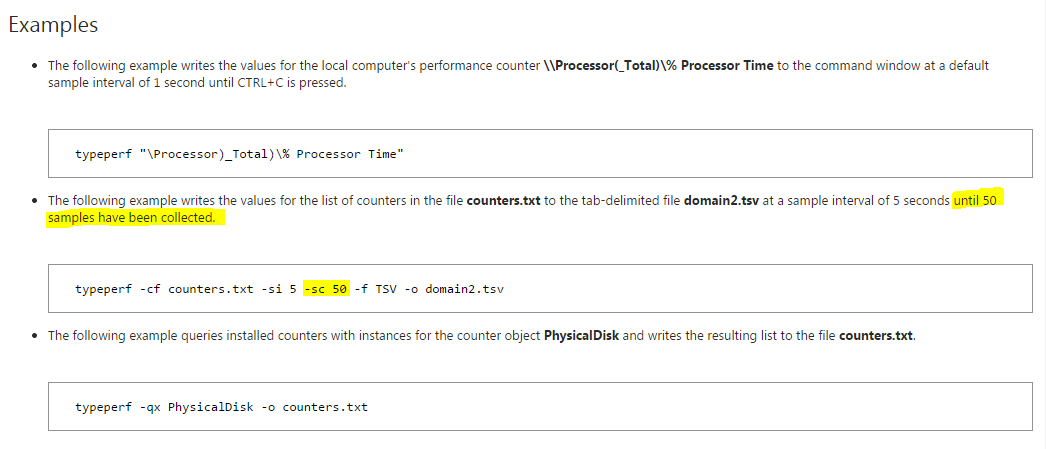 Examples
• The following example writes the values for the local computer's performance counter \\Processor(_Total)\% Processor Time to the command window at a default
sample interval of 1 second until CTRL+C is pressed.
typeperf "\Processor)_Total)\% Processor Time"
• The following example writes the values for the list of counters in the file counters.txt to the tab-delimited file domain2.tsv at a sample interval of 5 seconds until 50
samples have been collected.
typeperf -cf counters.txt -si 5 -sc 50 -f TSV -o domain2.tsv
• The following example queries installed counters with instances for the counter object PhysicalDisk and writes the resulting list to the file counters.txt.
typeperf -qx PhysicalDisk -o counters.txt